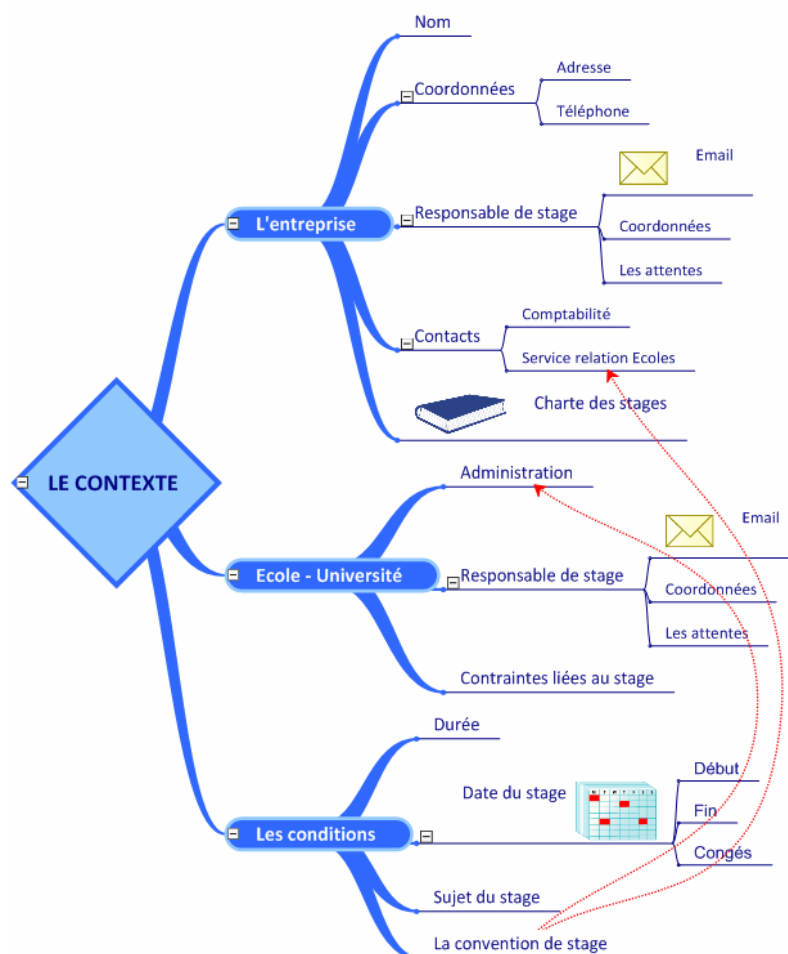 LE CONTEXTE
L'entreprise
Nom
Coordonnées
Adresse
Téléphone
Responsable de stage
Email
Coordonnées
Les attentes
Contacts
Comptabilité
Service relation Ecoles
Charte des stages
Ecole - Université
Administration
Responsable de stage
Email
Coordonnées
Les attentes
Contraintes liées au stage
Les conditions
Durée
Date du stage
Début
Fin
Congés
Sujet du stage
La convention de stage